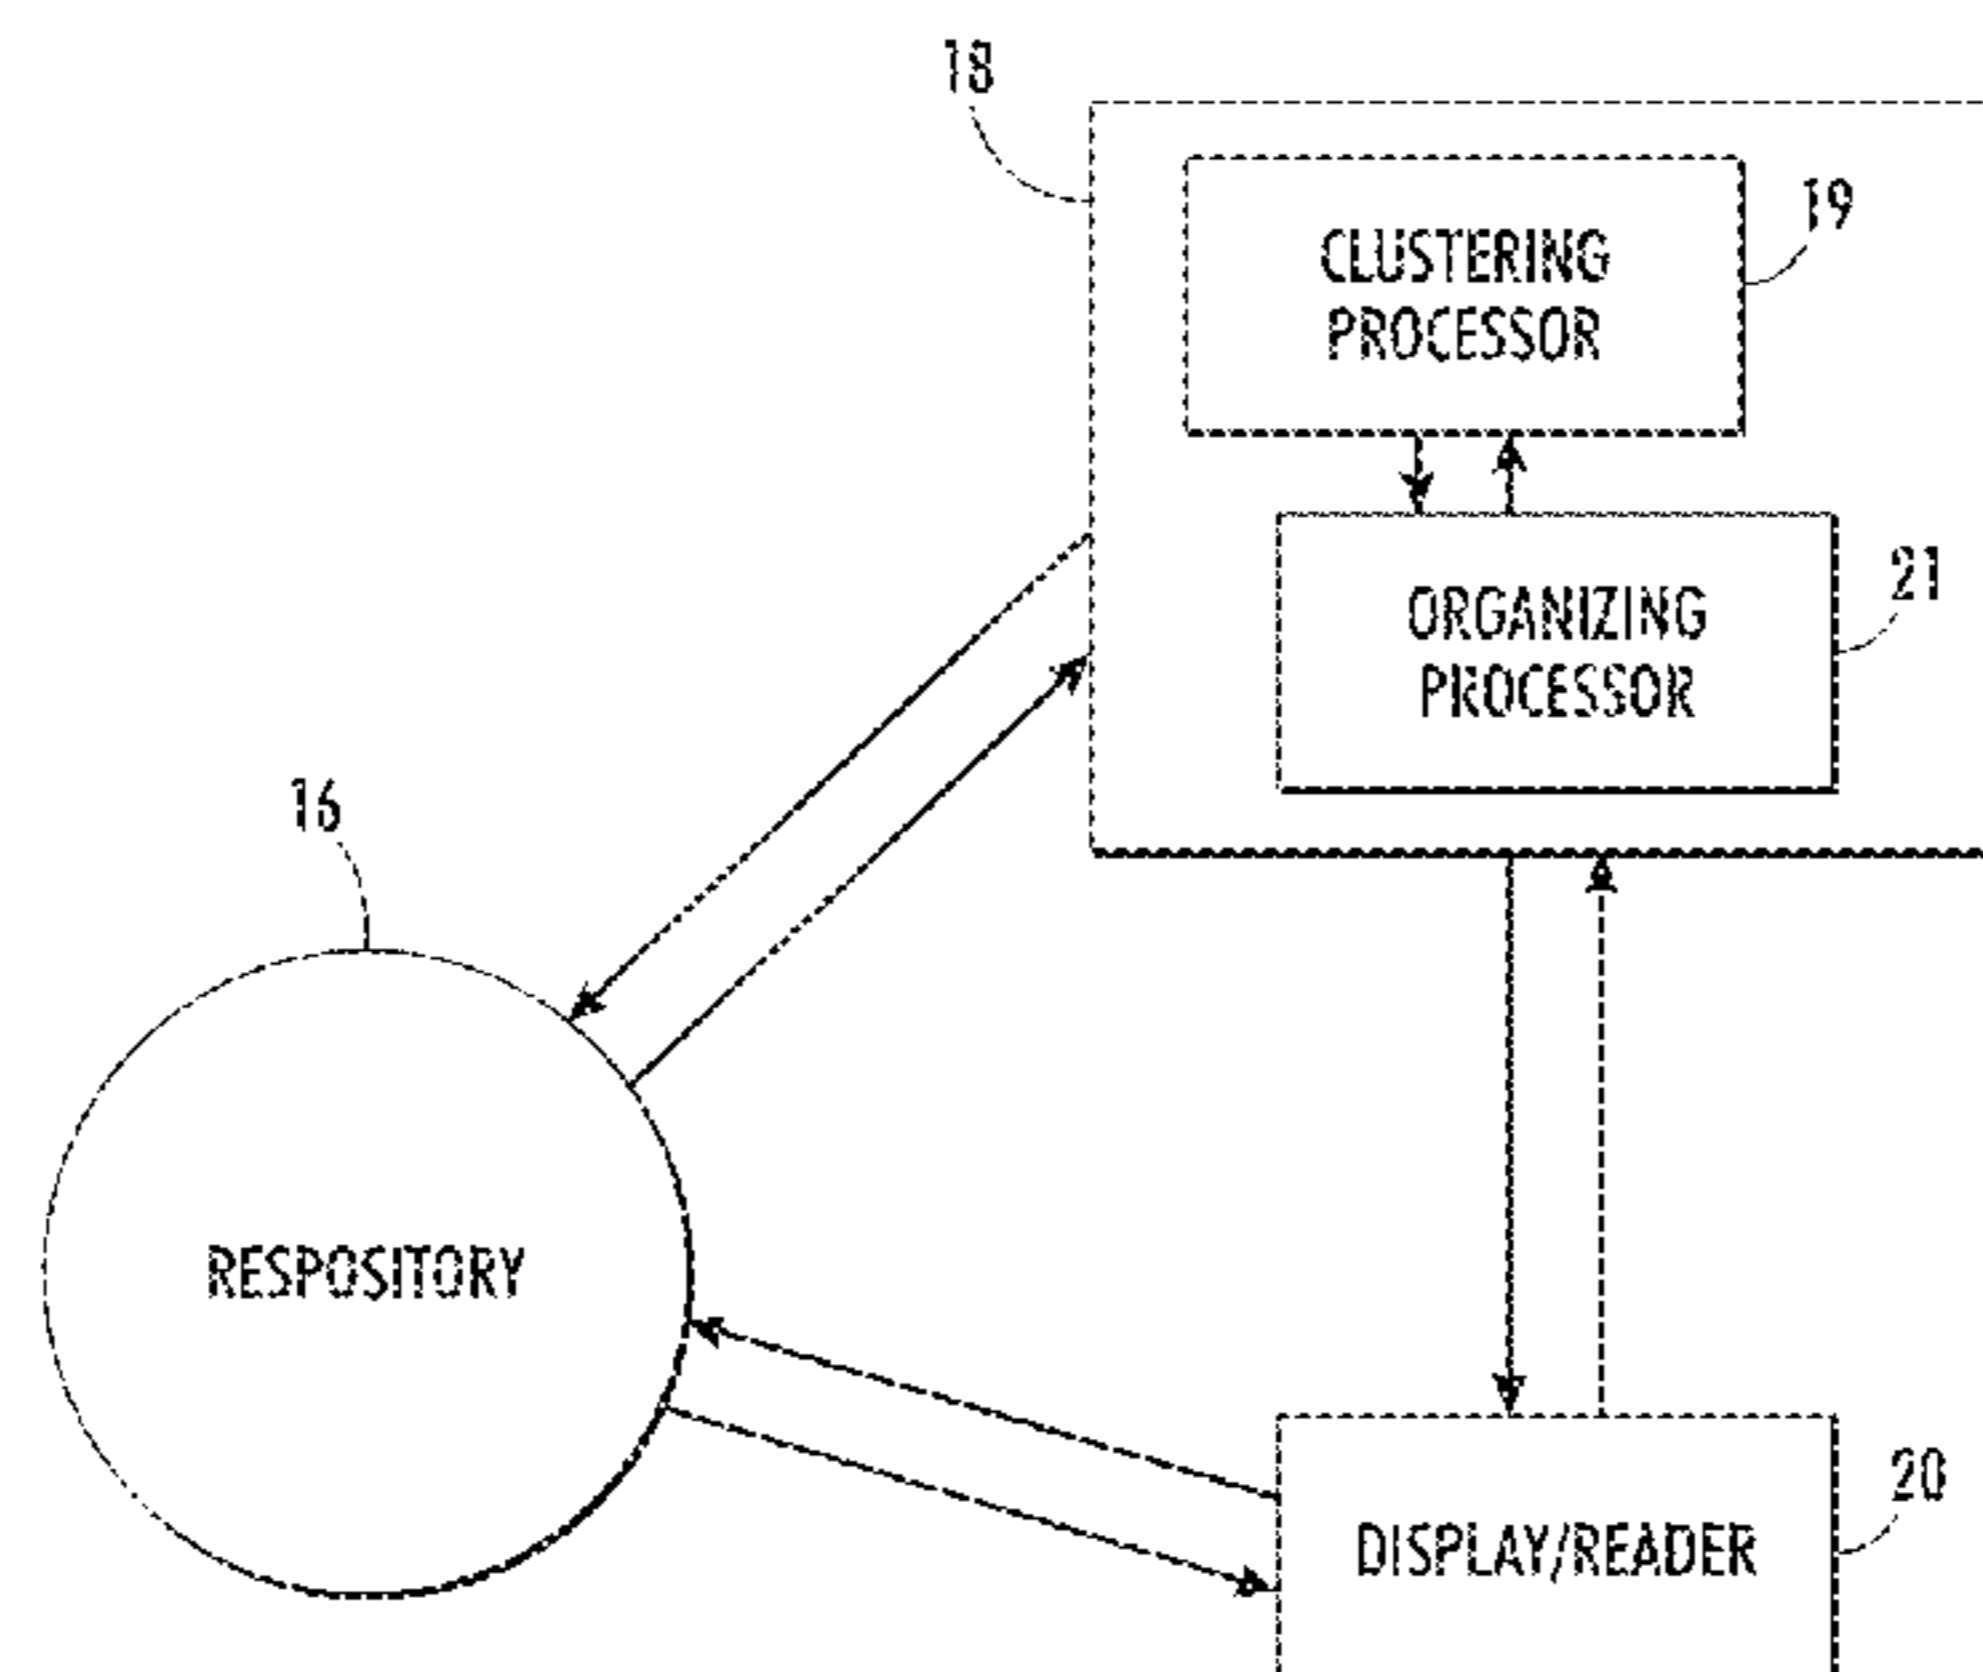 18
19
CLUSTERING
PROCESSOR
21
ORGANIZING
PROCESSOR
16
RESPOSITORY
20
DISPLAY/READER